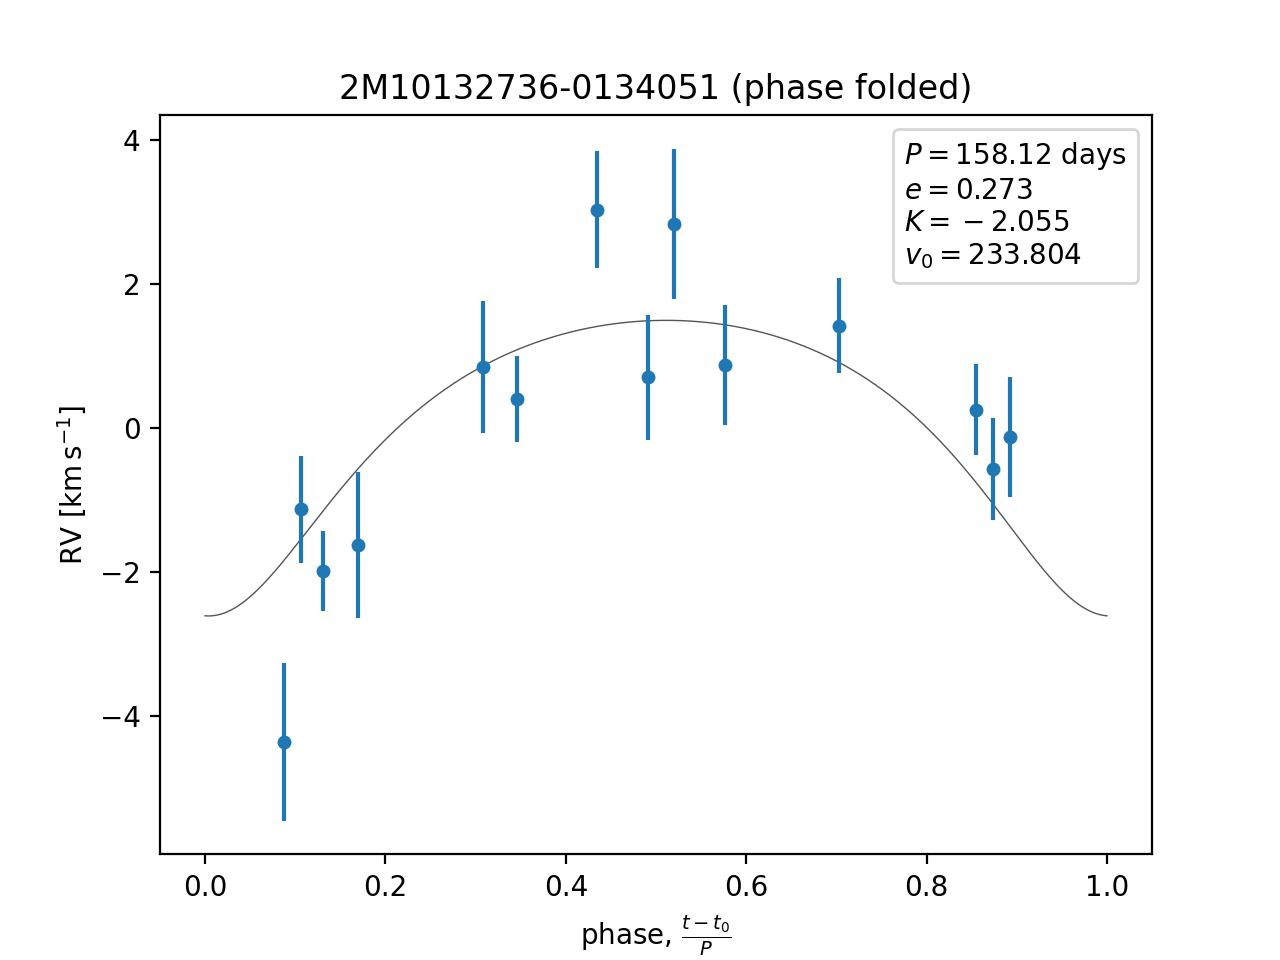 2M10132736-0134051 (phase folded)
P = 158.12 days
e = 0.273
K = −2.055
v₀ = 233.804
RV [km s⁻¹]
4
2
0
−2
−4
0.0 0.2 0.4 0.6 0.8 1.0
phase, (t − t₀)/P